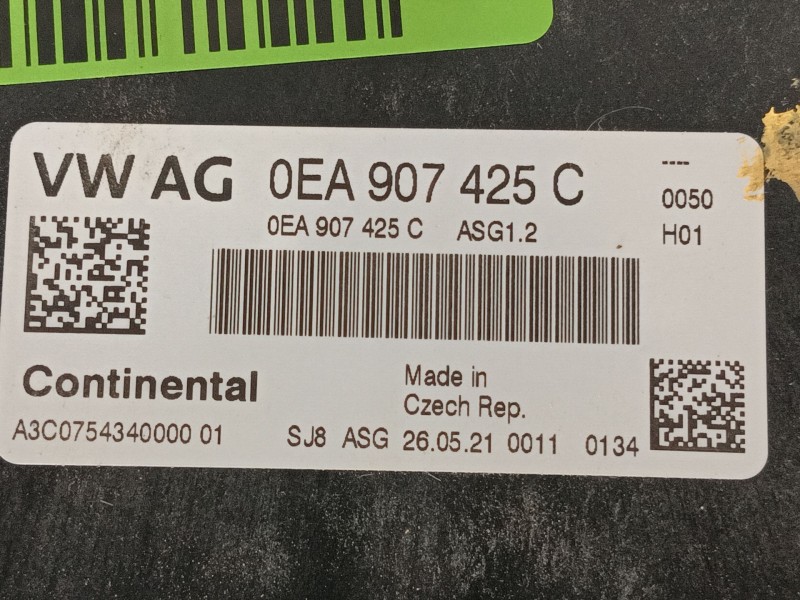 VW AG 0EA 907 425 C ----
0EA 907 425 C ASG1.2 0050
H01
Continental
Made in
Czech Rep.
A3C0754340000 01 SJ8 ASG 26.05.21 0011 0134